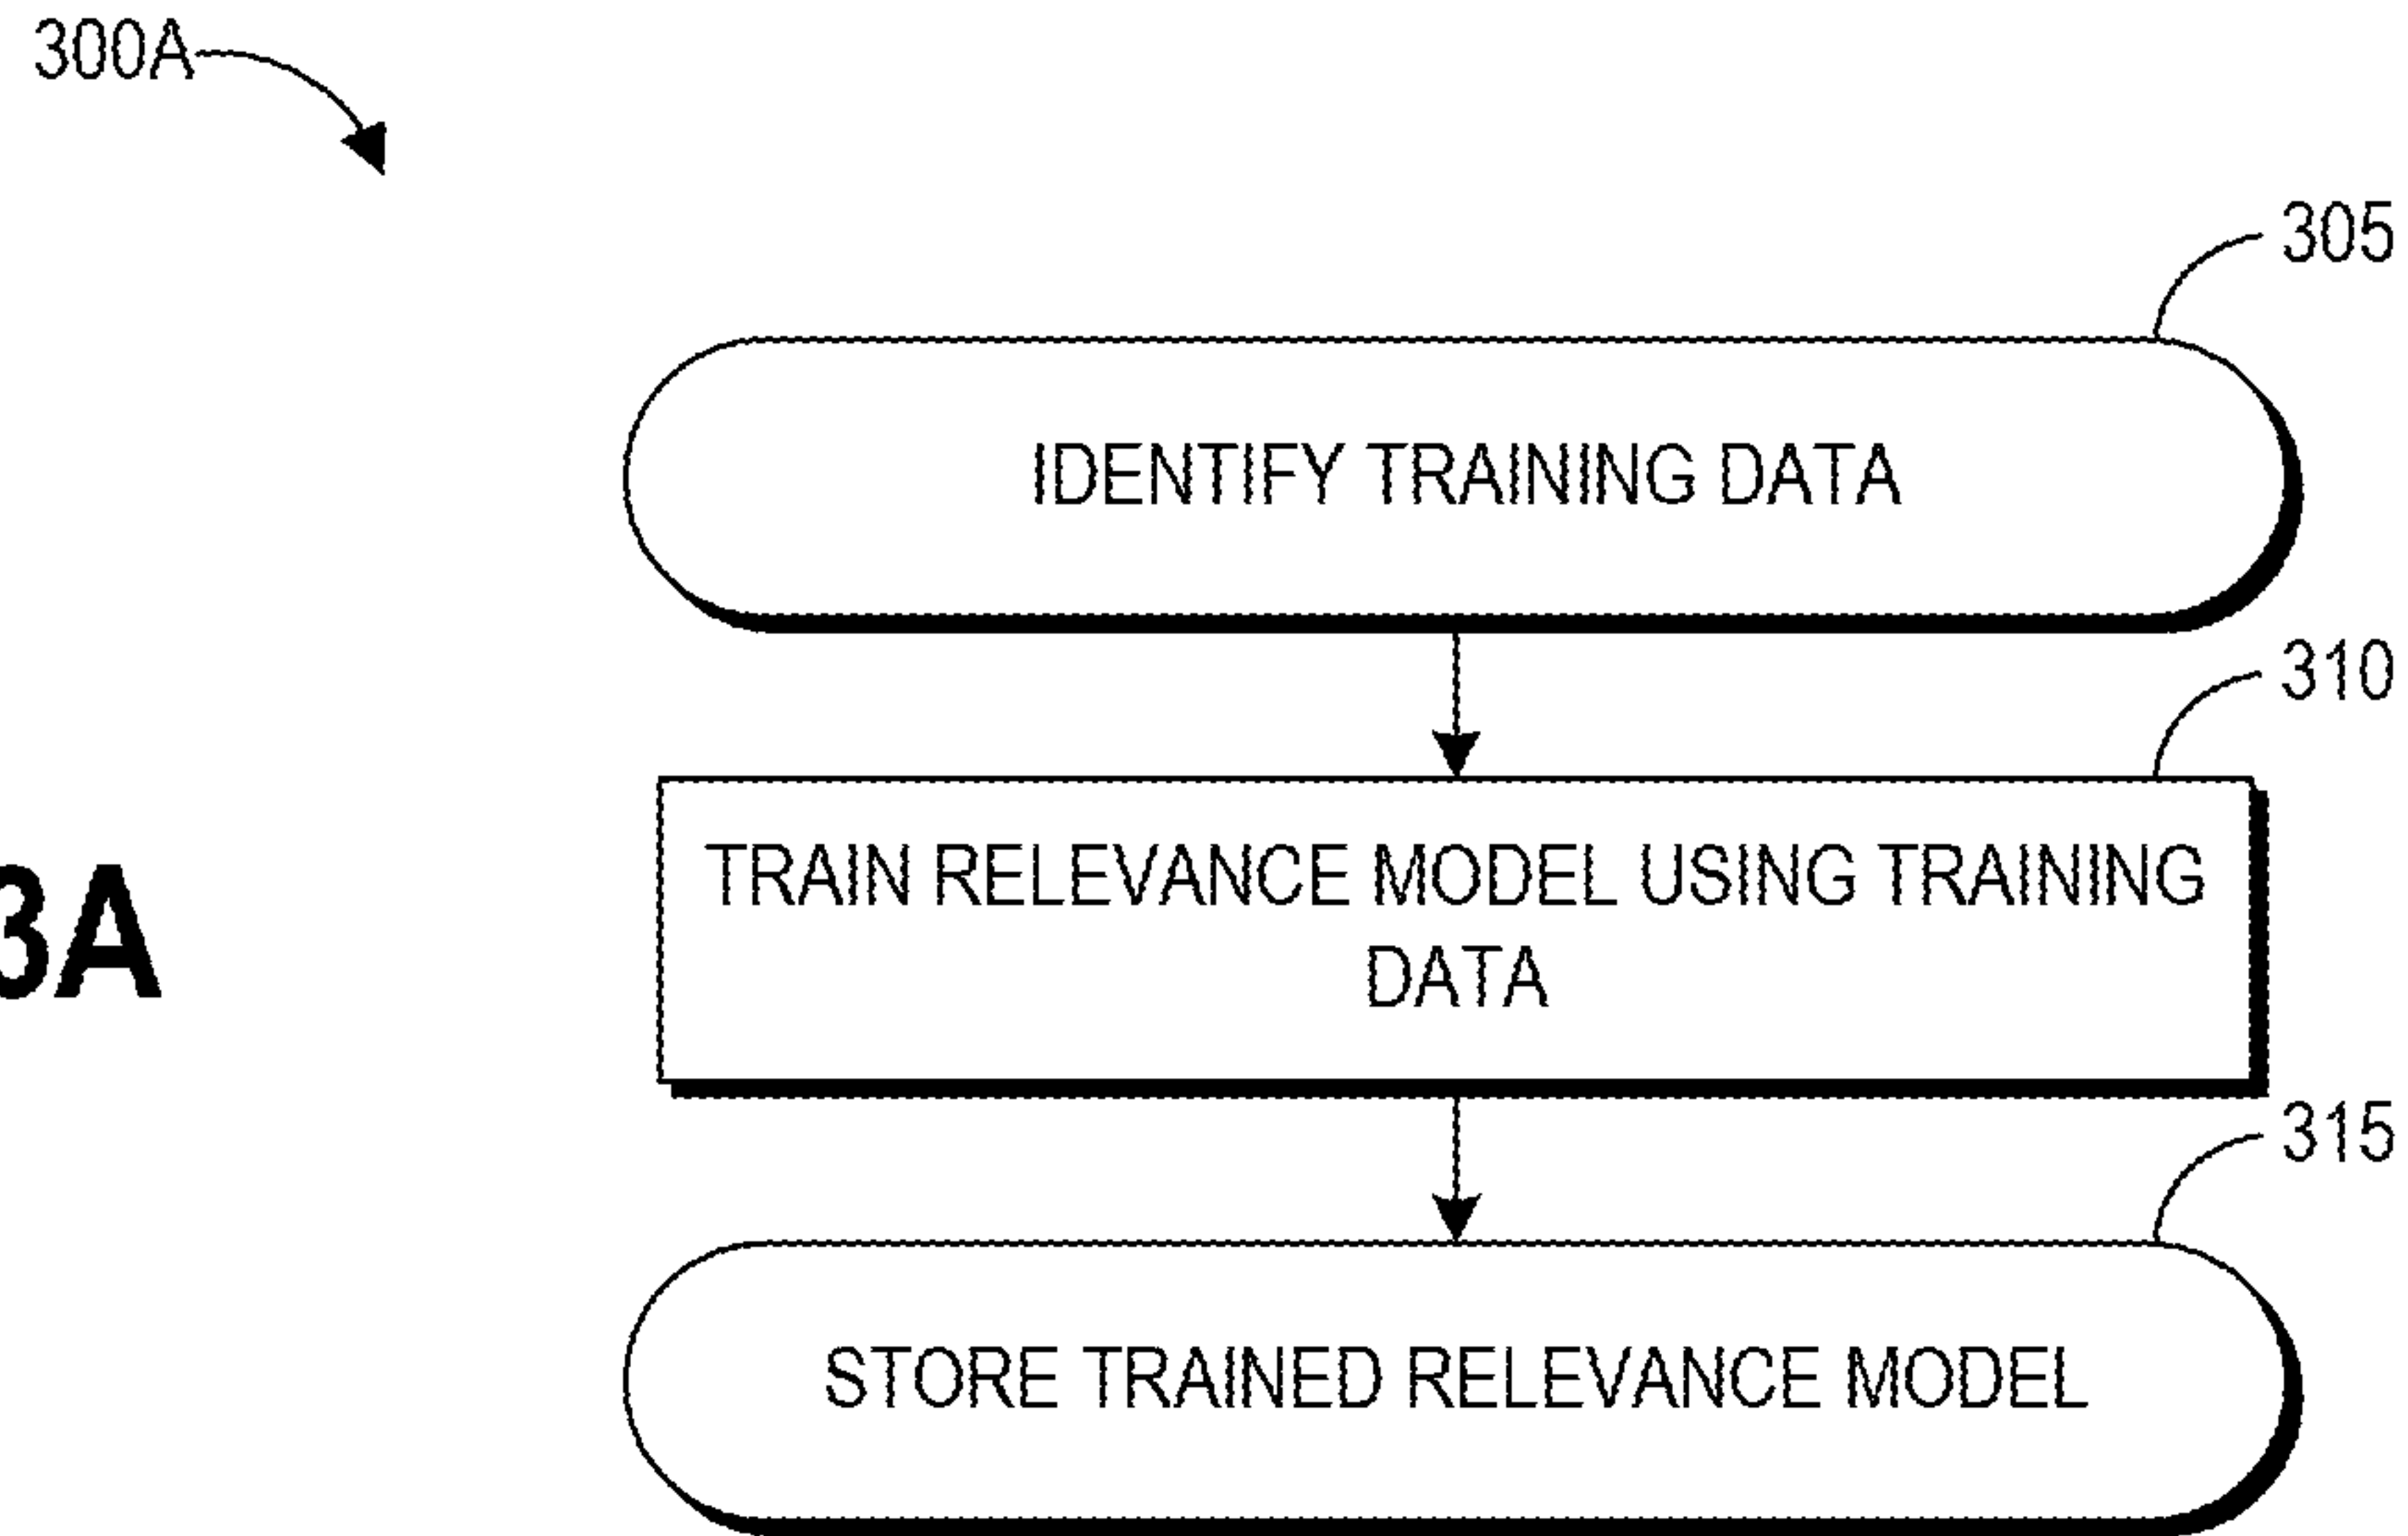 300A
305
IDENTIFY TRAINING DATA
310
TRAIN RELEVANCE MODEL USING TRAINING
DATA
3A
315
STORE TRAINED RELEVANCE MODEL